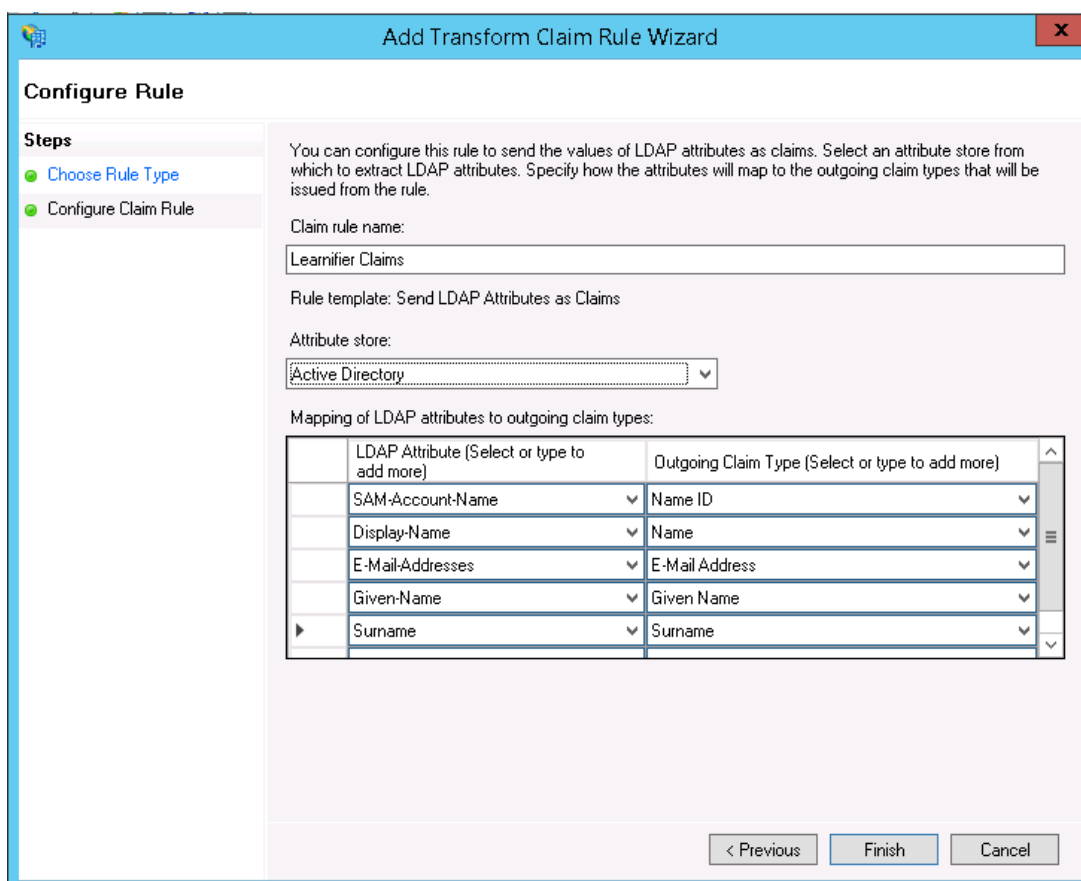 Add Transform Claim Rule Wizard
x
Configure Rule
Steps
Choose Rule Type
Configure Claim Rule
You can configure this rule to send the values of LDAP attributes as claims. Select an attribute store from
which to extract LDAP attributes. Specify how the attributes will map to the outgoing claim types that will be
issued from the rule.
Claim rule name:
Learnifier Claims
Rule template: Send LDAP Attributes as Claims
Attribute store:
Active Directory
Mapping of LDAP attributes to outgoing claim types:
LDAP Attribute (Select or type to
add more)
Outgoing Claim Type (Select or type to add more)
SAM-Account-Name Name ID
Display-Name Name
E-Mail-Addresses E-Mail Address
Given-Name Given Name
Surname Surname
< Previous Finish Cancel